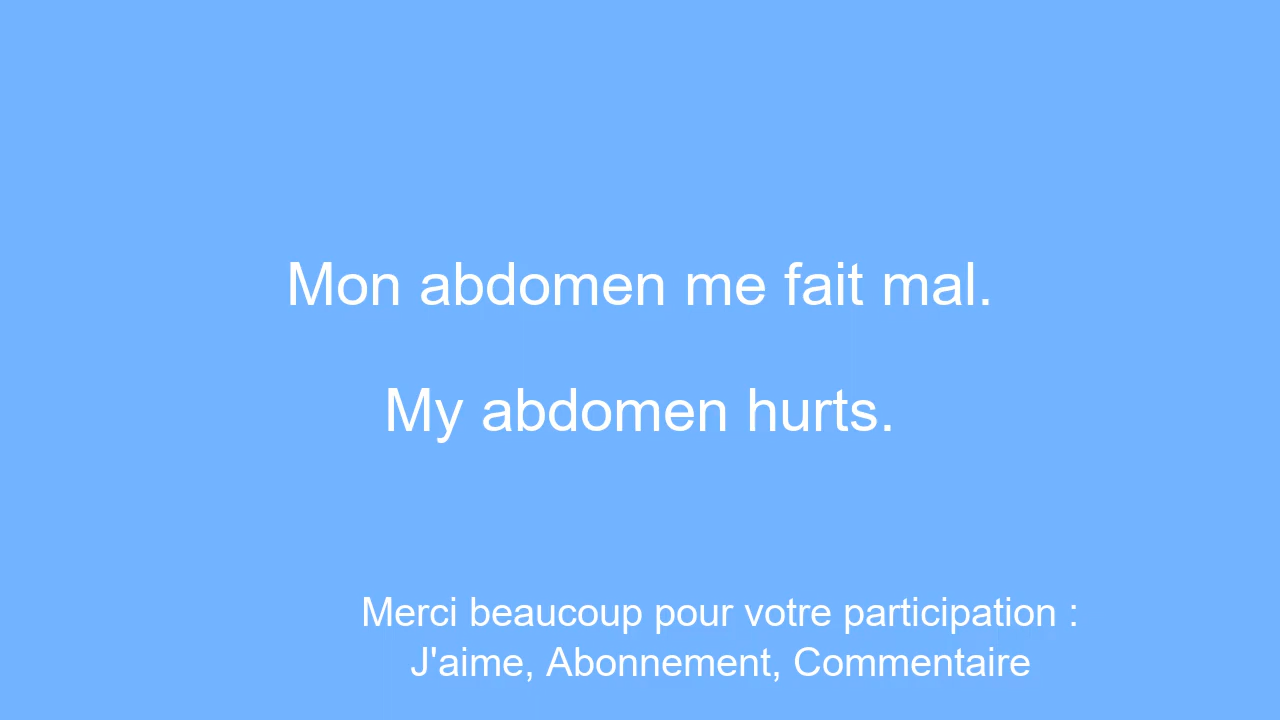 Mon abdomen me fait mal.
My abdomen hurts.
Merci beaucoup pour votre participation :
J'aime, Abonnement, Commentaire